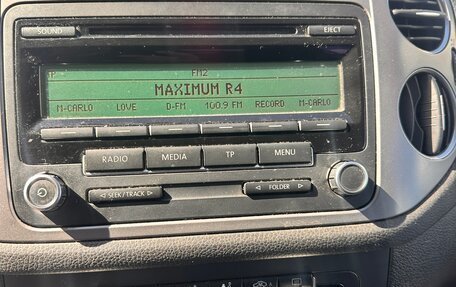 SOUND EJECT
FM2
MAXIMUM R4
M-CARLO LOVE D-FM 100.9 FM RECORD M-CARLO
RADIO MEDIA TP MENU
◁ SEEK/TRACK ▷ ◁ FOLDER ▷